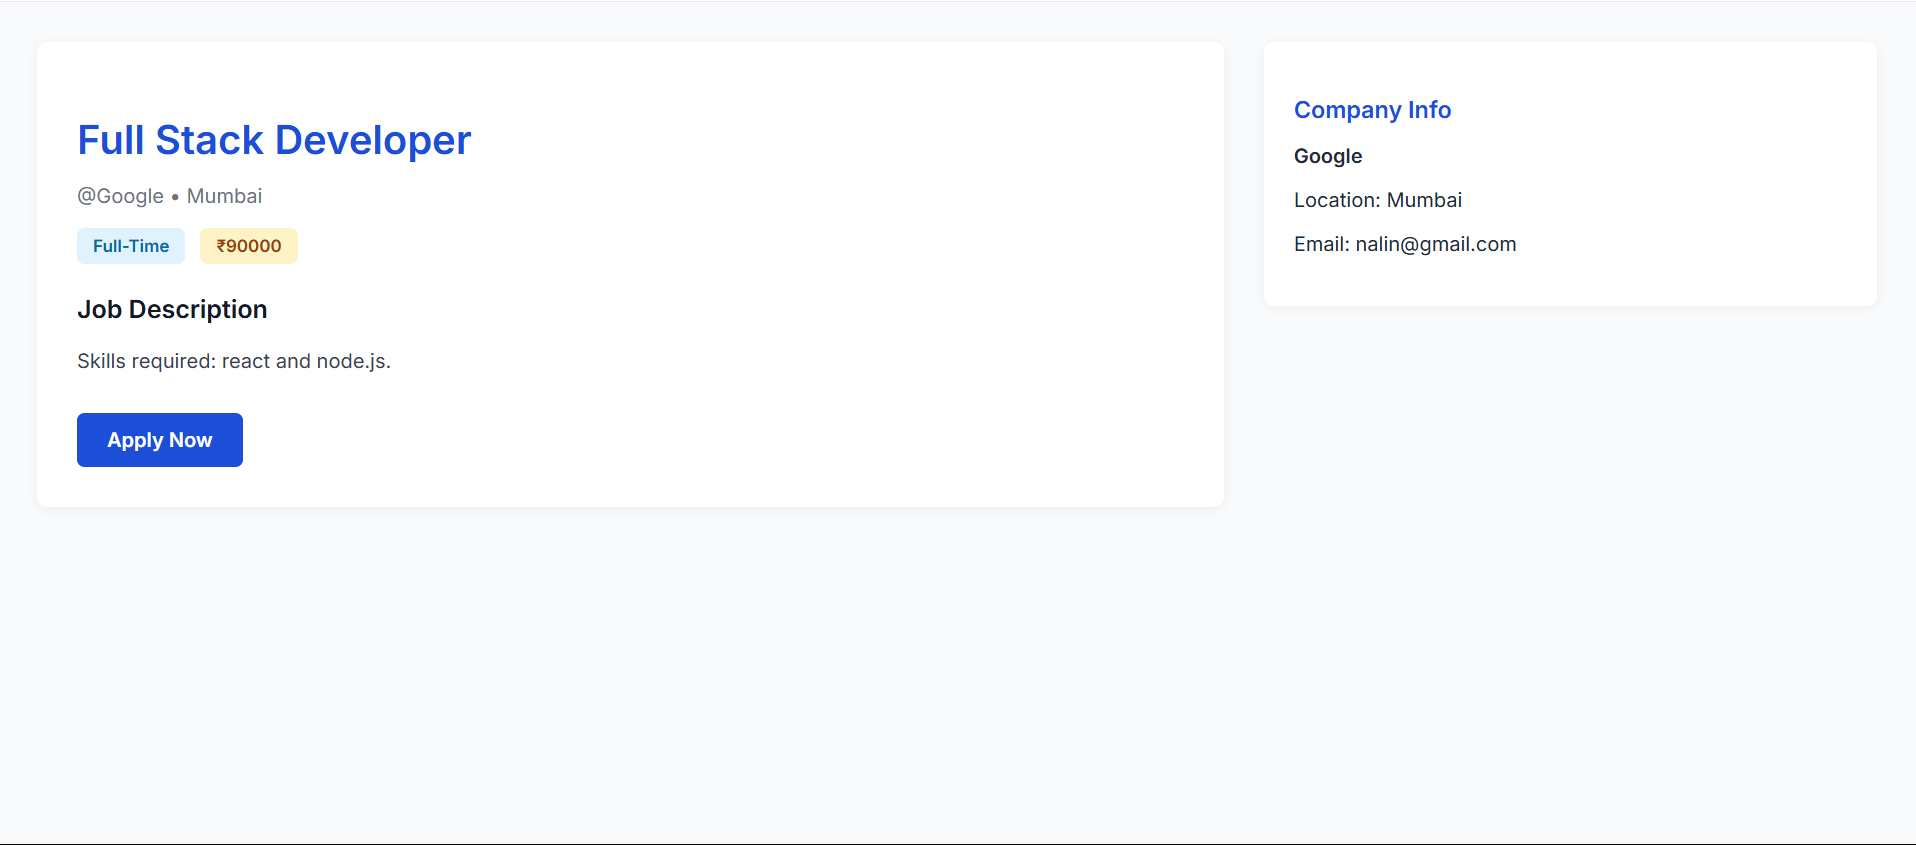 Full Stack Developer
@Google • Mumbai
Full-Time ₹90000
Job Description
Skills required: react and node.js.
Apply Now
Company Info
Google
Location: Mumbai
Email: nalin@gmail.com